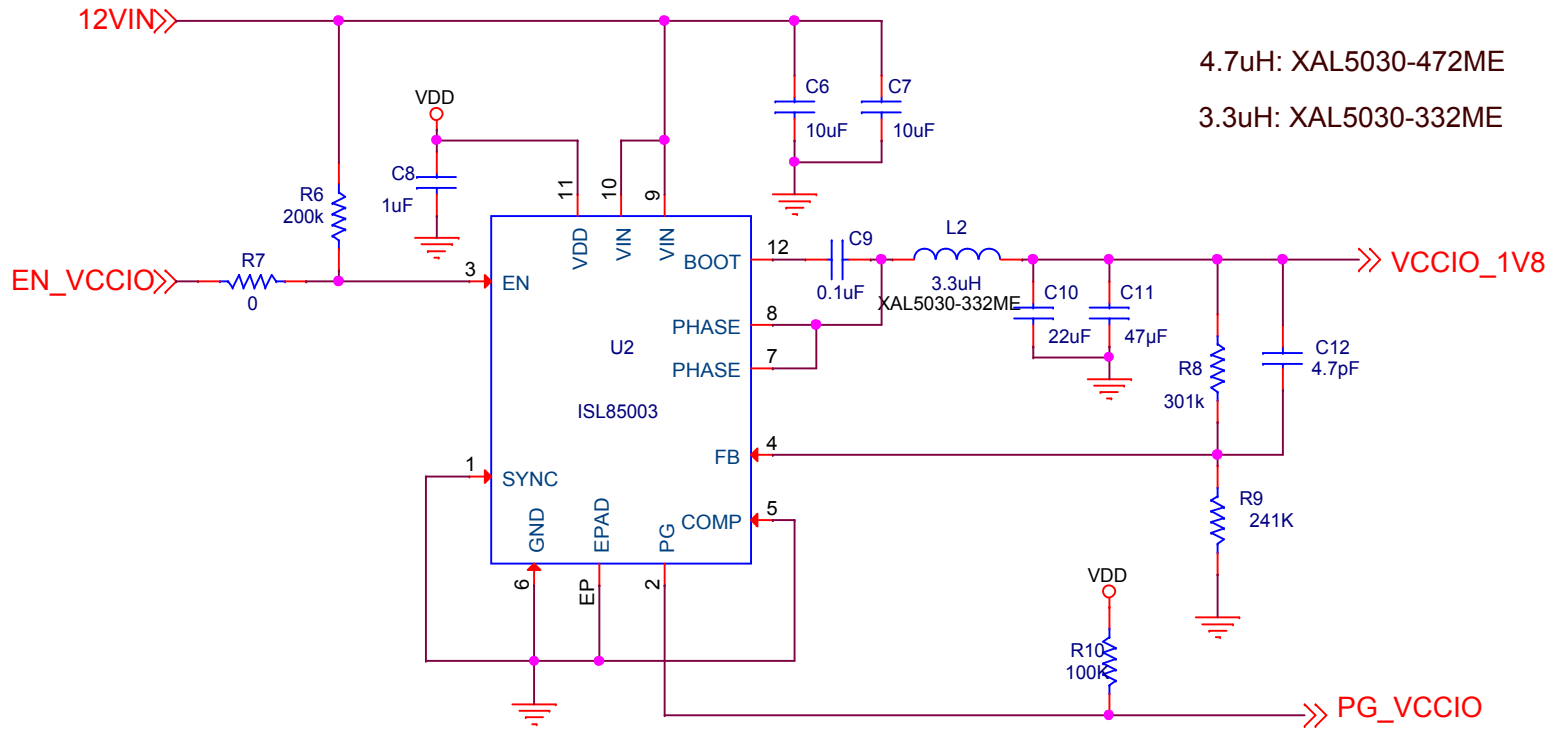 12VIN
4.7uH: XAL5030-472ME
3.3uH: XAL5030-332ME
VDD
C6
10uF
C7
10uF
C8
1uF
R6
200k
11
10
9
VDD
VIN
VIN
EN_VCCIO
R7
0
3
EN
BOOT
12
C9
0.1uF
L2
3.3uH
XAL5030-332ME
VCCIO_1V8
C10
22uF
C11
47µF
PHASE
8
PHASE
7
U2
ISL85003
R8
301k
C12
4.7pF
FB
4
1
SYNC
COMP
5
R9
241K
GND
EPAD
PG
6
EP
2
VDD
R10
100K
PG_VCCIO